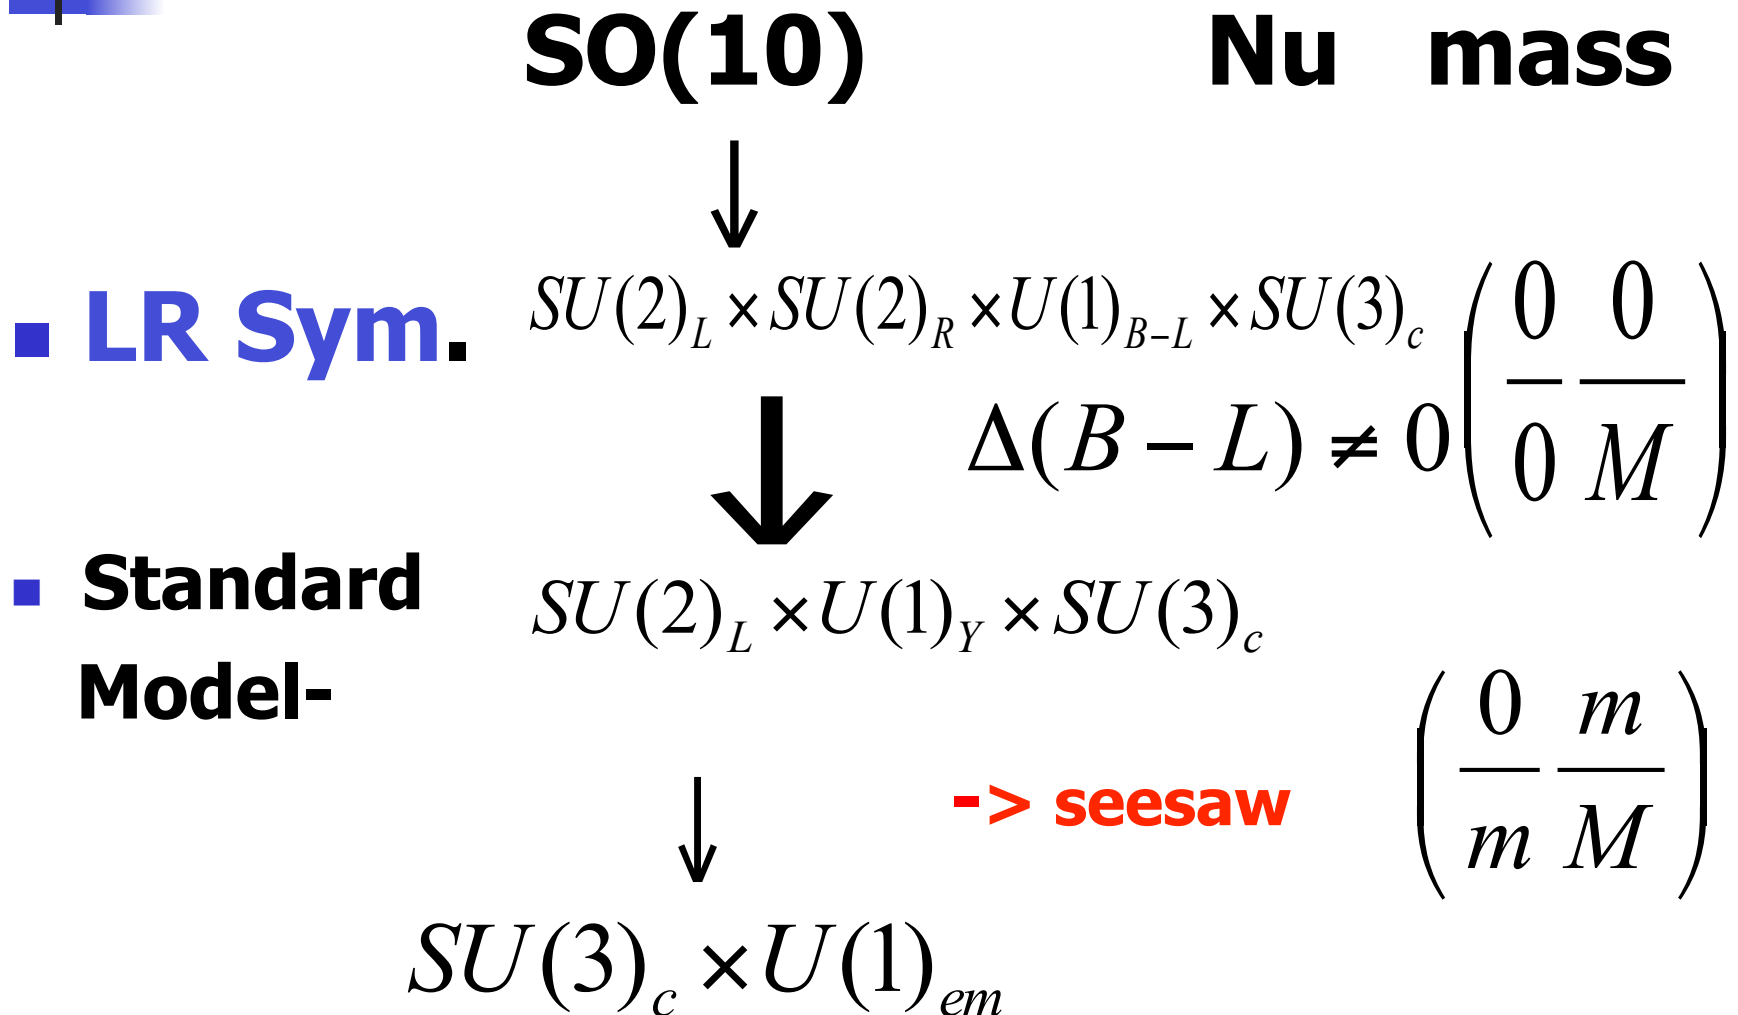 SO(10) Nu mass
↓
▪ LR Sym. SU(2)_L × SU(2)_R × U(1)_{B−L} × SU(3)_c
(0 0 / 0 M)
↓ Δ(B − L) ≠ 0
▪ Standard SU(2)_L × U(1)_Y × SU(3)_c
Model-
(0 m / m M)
↓ -> seesaw
SU(3)_c × U(1)_{em}